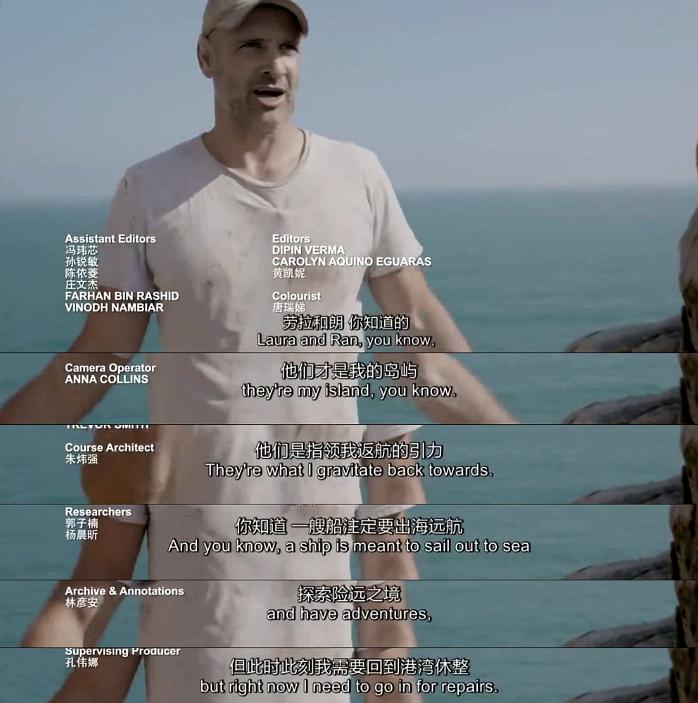 Assistant Editors
冯玮芯
孙锐敏
陈依菱
庄文杰
FARHAN BIN RASHID
VINODH NAMBIAR
Editors
DIPIN VERMA
CAROLYN AQUINO EGUARAS
黄凯妮
Colourist
唐瑞娣
劳拉和朗 你知道的
Laura and Ran, you know,
Camera Operator
ANNA COLLINS
他们才是我的岛屿
they're my island, you know.
TREVOR SMITH
Course Architect
朱炜强
他们是指领我返航的引力
They're what I gravitate back towards.
Researchers
郭子楠
杨晨昕
你知道 一艘船注定要出海远航
And you know, a ship is meant to sail out to sea
Archive & Annotations
林彦安
探索险远之境
and have adventures,
Supervising Producer
孔伟娜
但此时此刻我需要回到港湾休整
but right now I need to go in for repairs.